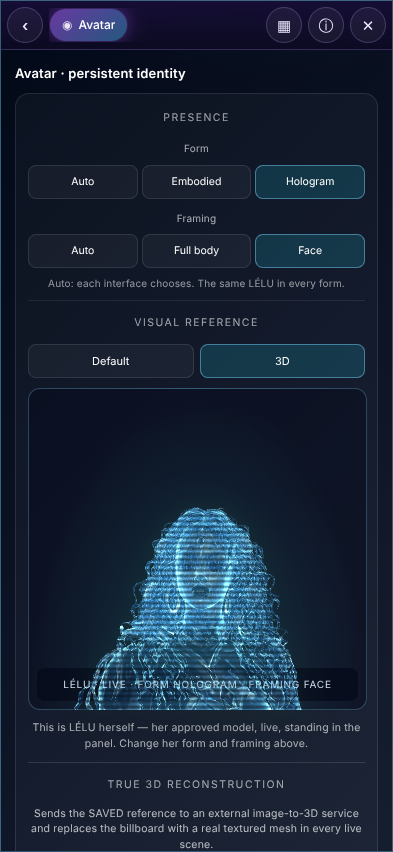 Avatar
Avatar · persistent identity
PRESENCE
Form
Auto
Embodied
Hologram
Framing
Auto
Full body
Face
Auto: each interface chooses. The same LÉLU in every form.
VISUAL REFERENCE
Default
3D
LÉLU · LIVE · FORM HOLOGRAM · FRAMING FACE
This is LÉLU herself — her approved model, live, standing in the
panel. Change her form and framing above.
TRUE 3D RECONSTRUCTION
Sends the SAVED reference to an external image-to-3D service
and replaces the billboard with a real textured mesh in every live
scene.